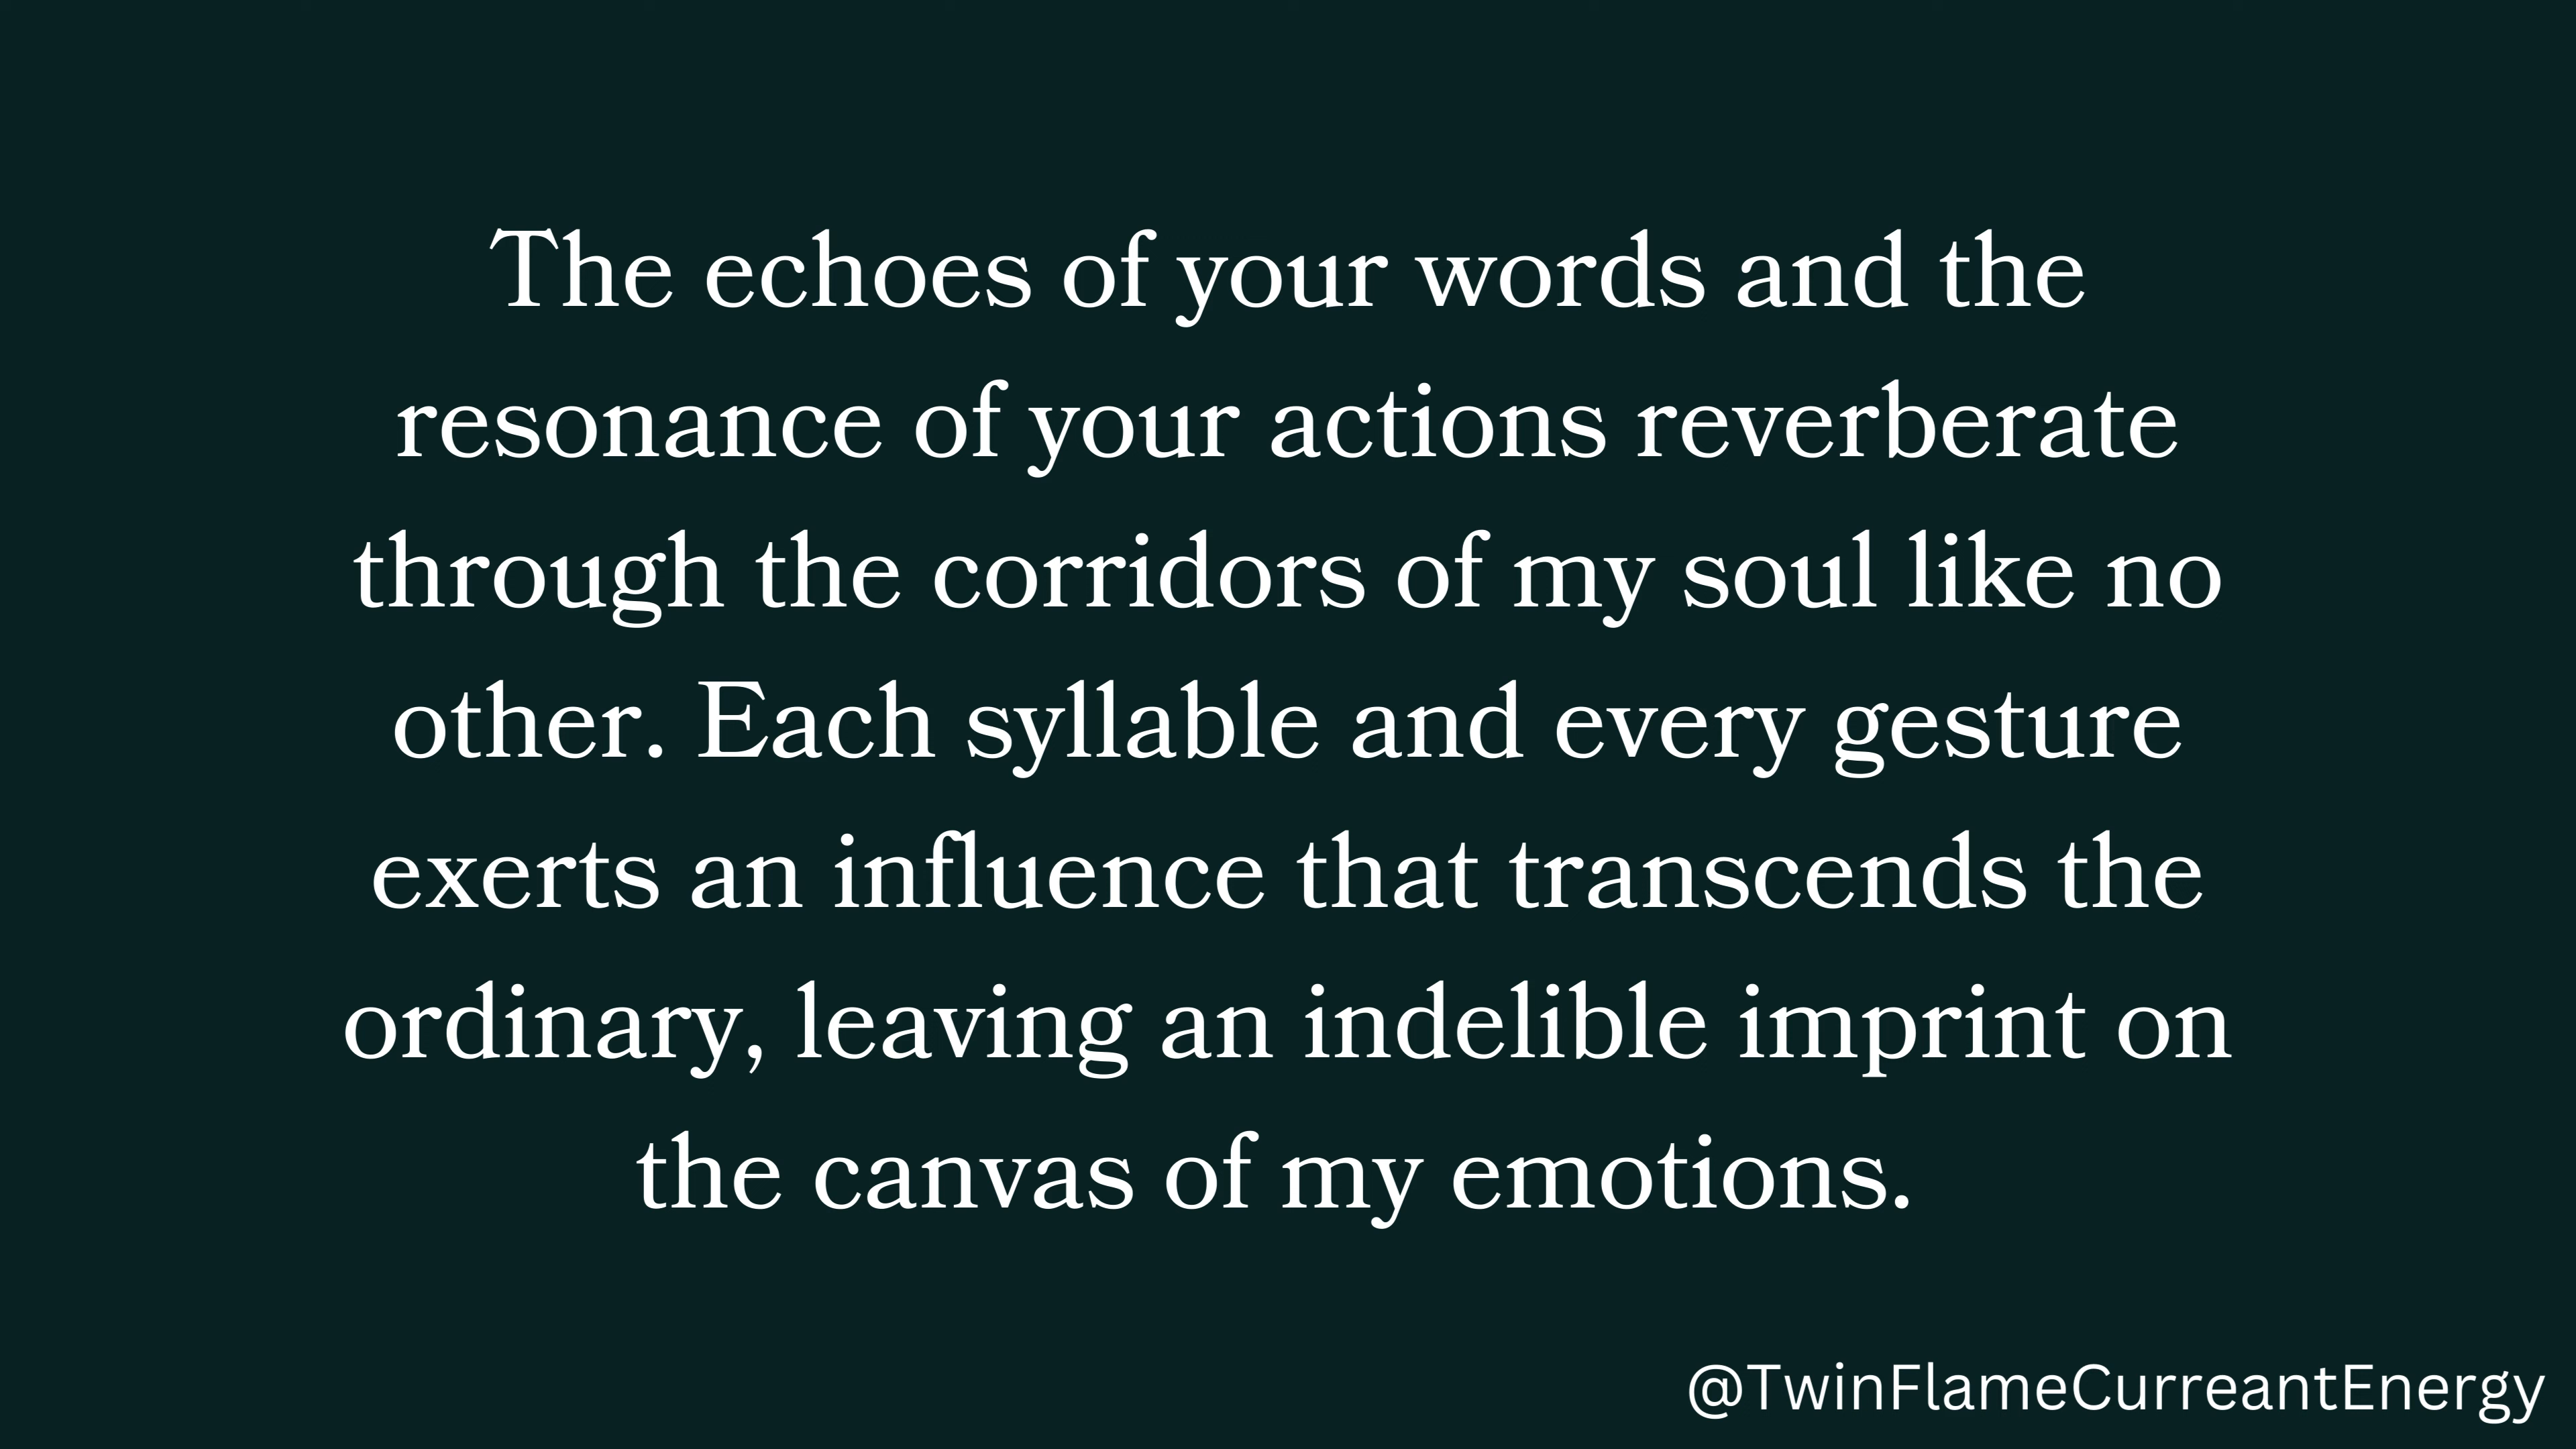 The echoes of your words and the
resonance of your actions reverberate
through the corridors of my soul like no
other. Each syllable and every gesture
exerts an influence that transcends the
ordinary, leaving an indelible imprint on
the canvas of my emotions.
@TwinFlameCurreantEnergy